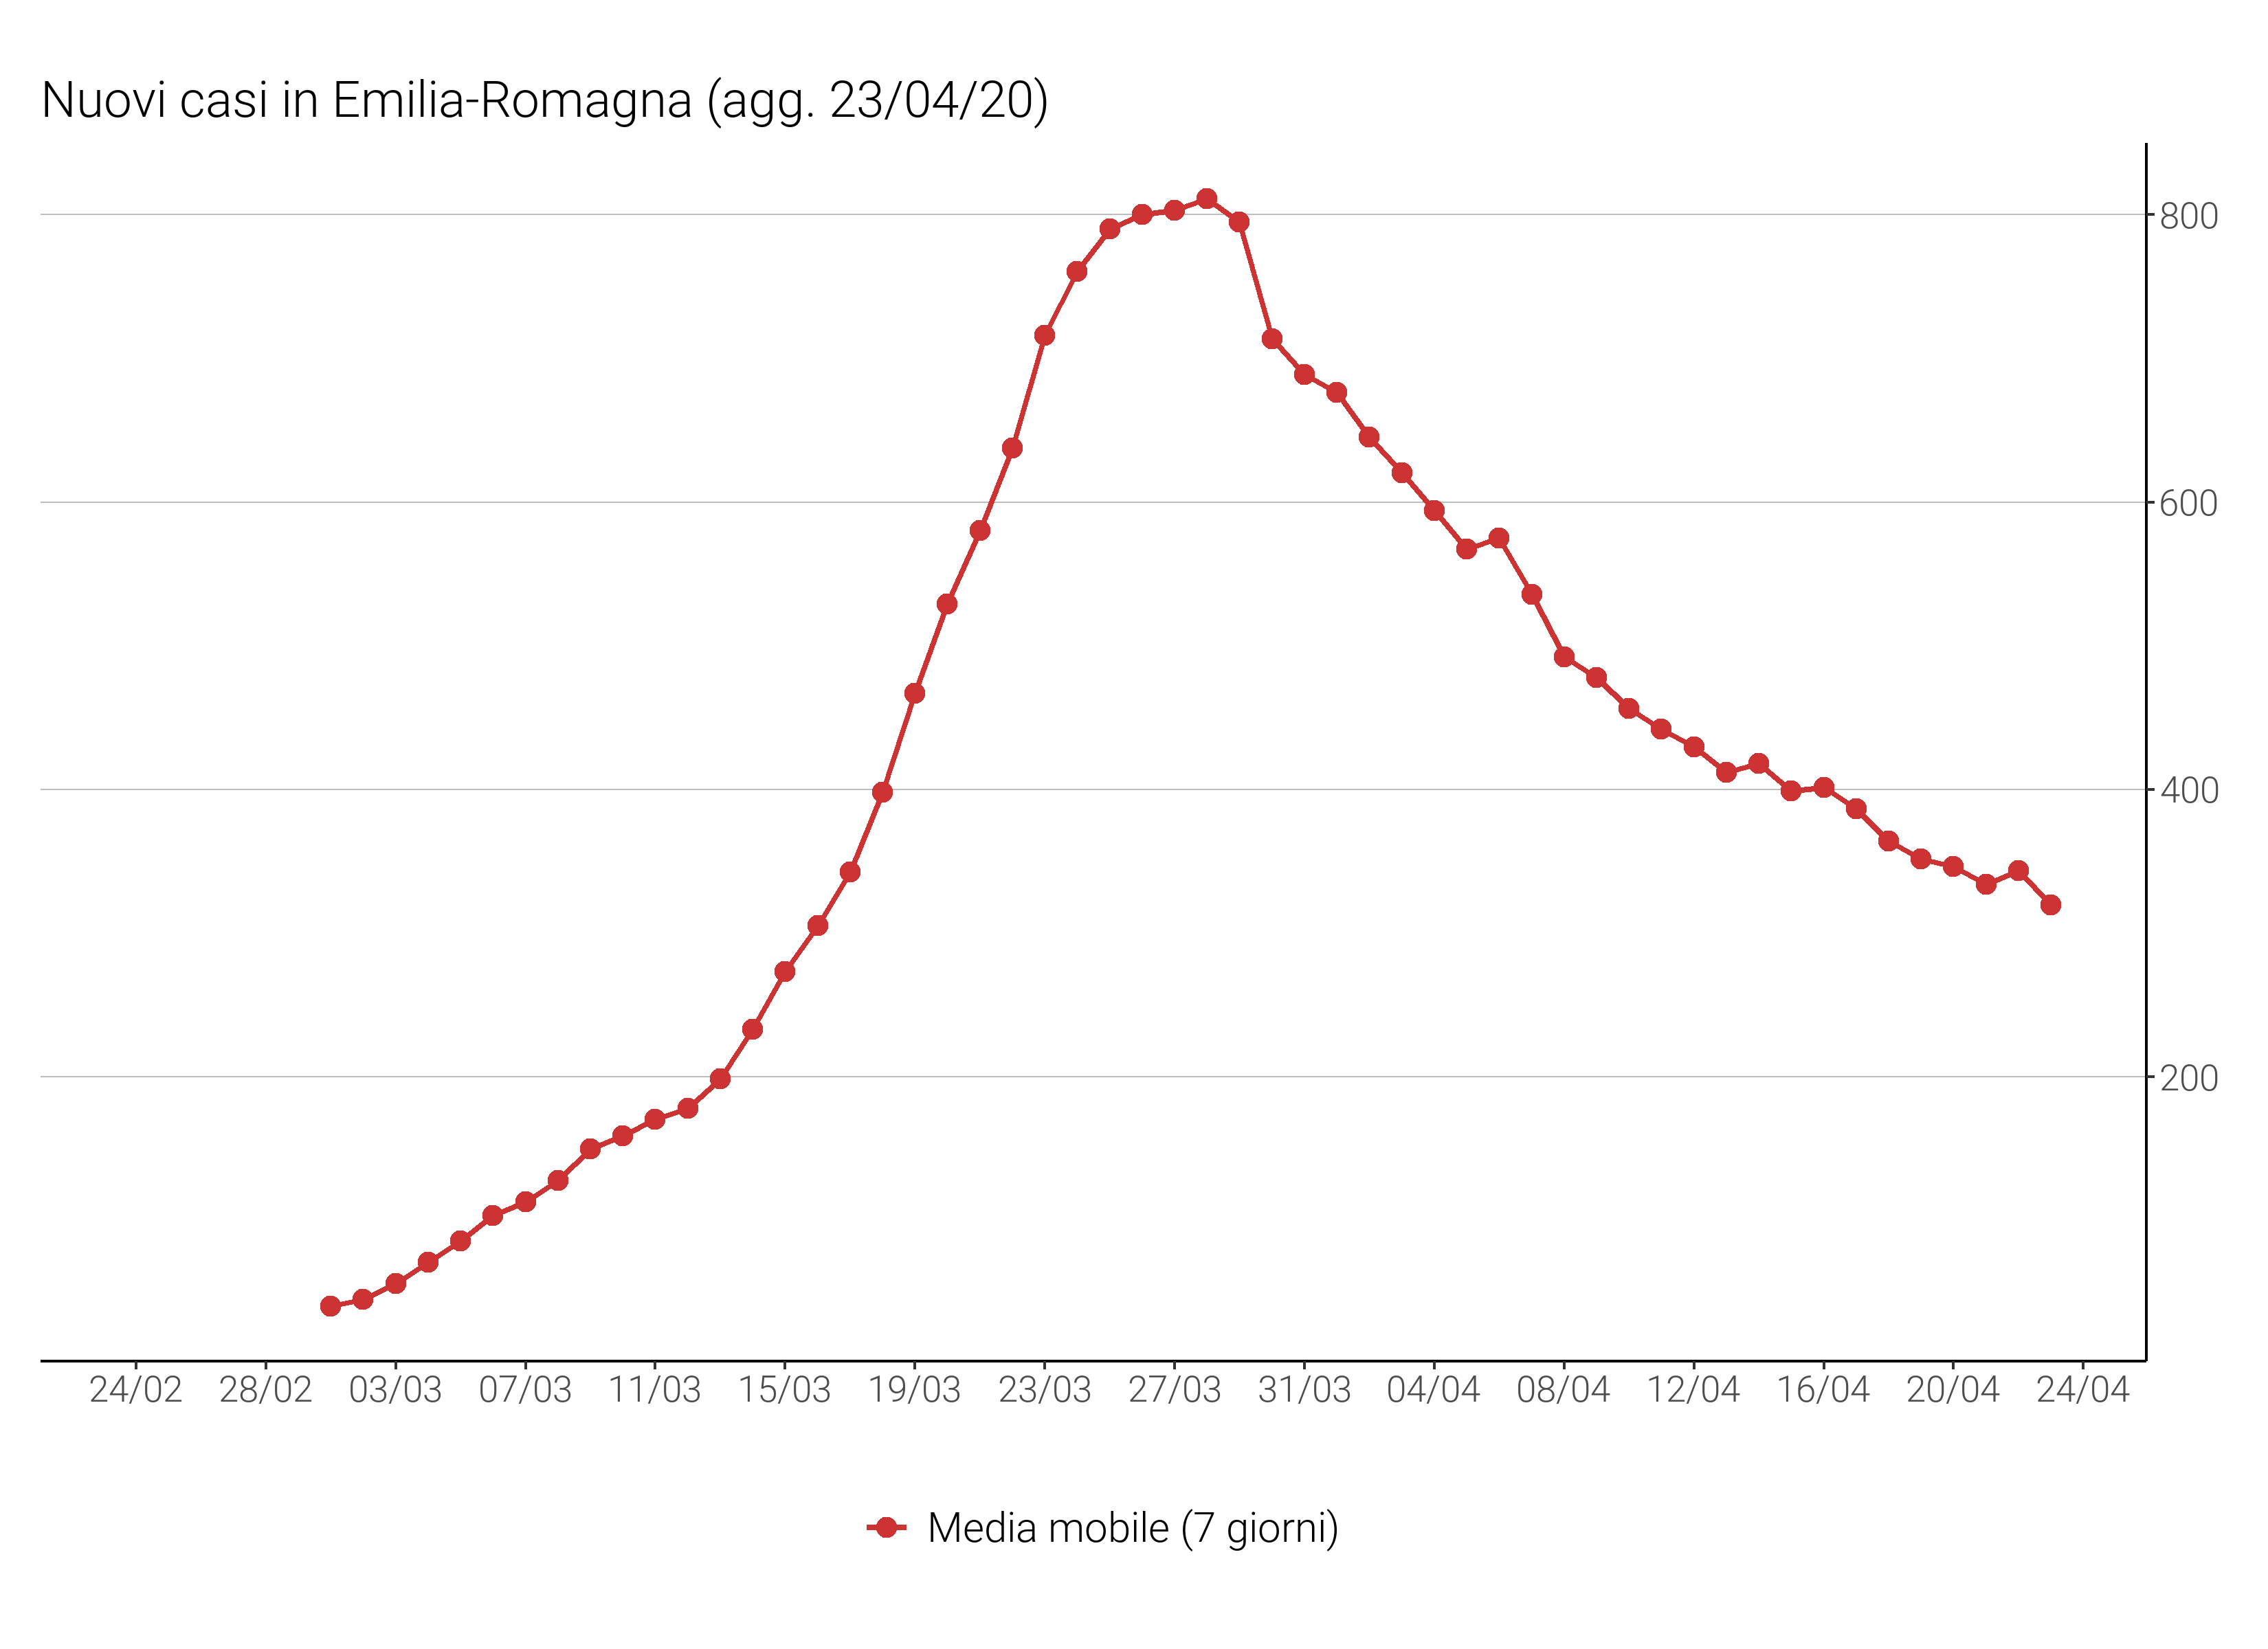 Nuovi casi in Emilia-Romagna (agg. 23/04/20)
800
600
400
200
24/02 28/02 03/03 07/03 11/03 15/03 19/03 23/03 27/03 31/03 04/04 08/04 12/04 16/04 20/04 24/04
Media mobile (7 giorni)